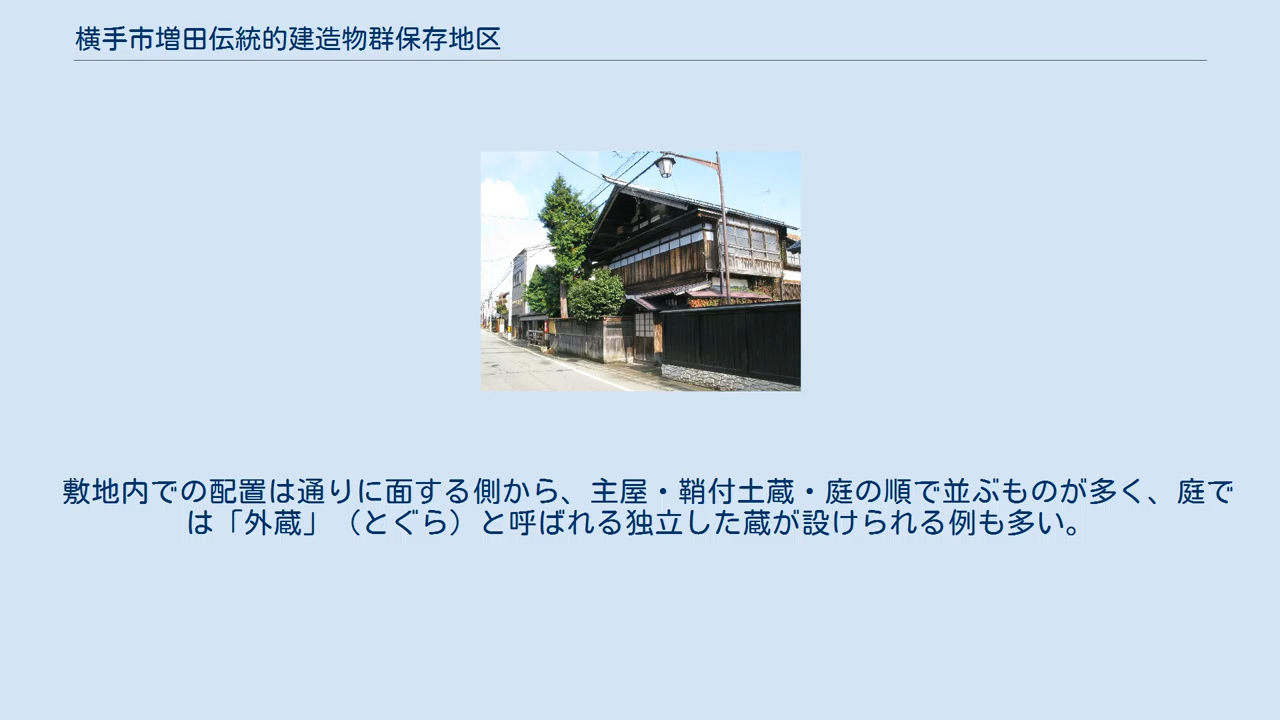 横手市増田伝統的建造物群保存地区
敷地内での配置は通りに面する側から、主屋・鞘付土蔵・庭の順で並ぶものが多く、庭で
は「外蔵」（とぐら）と呼ばれる独立した蔵が設けられる例も多い。